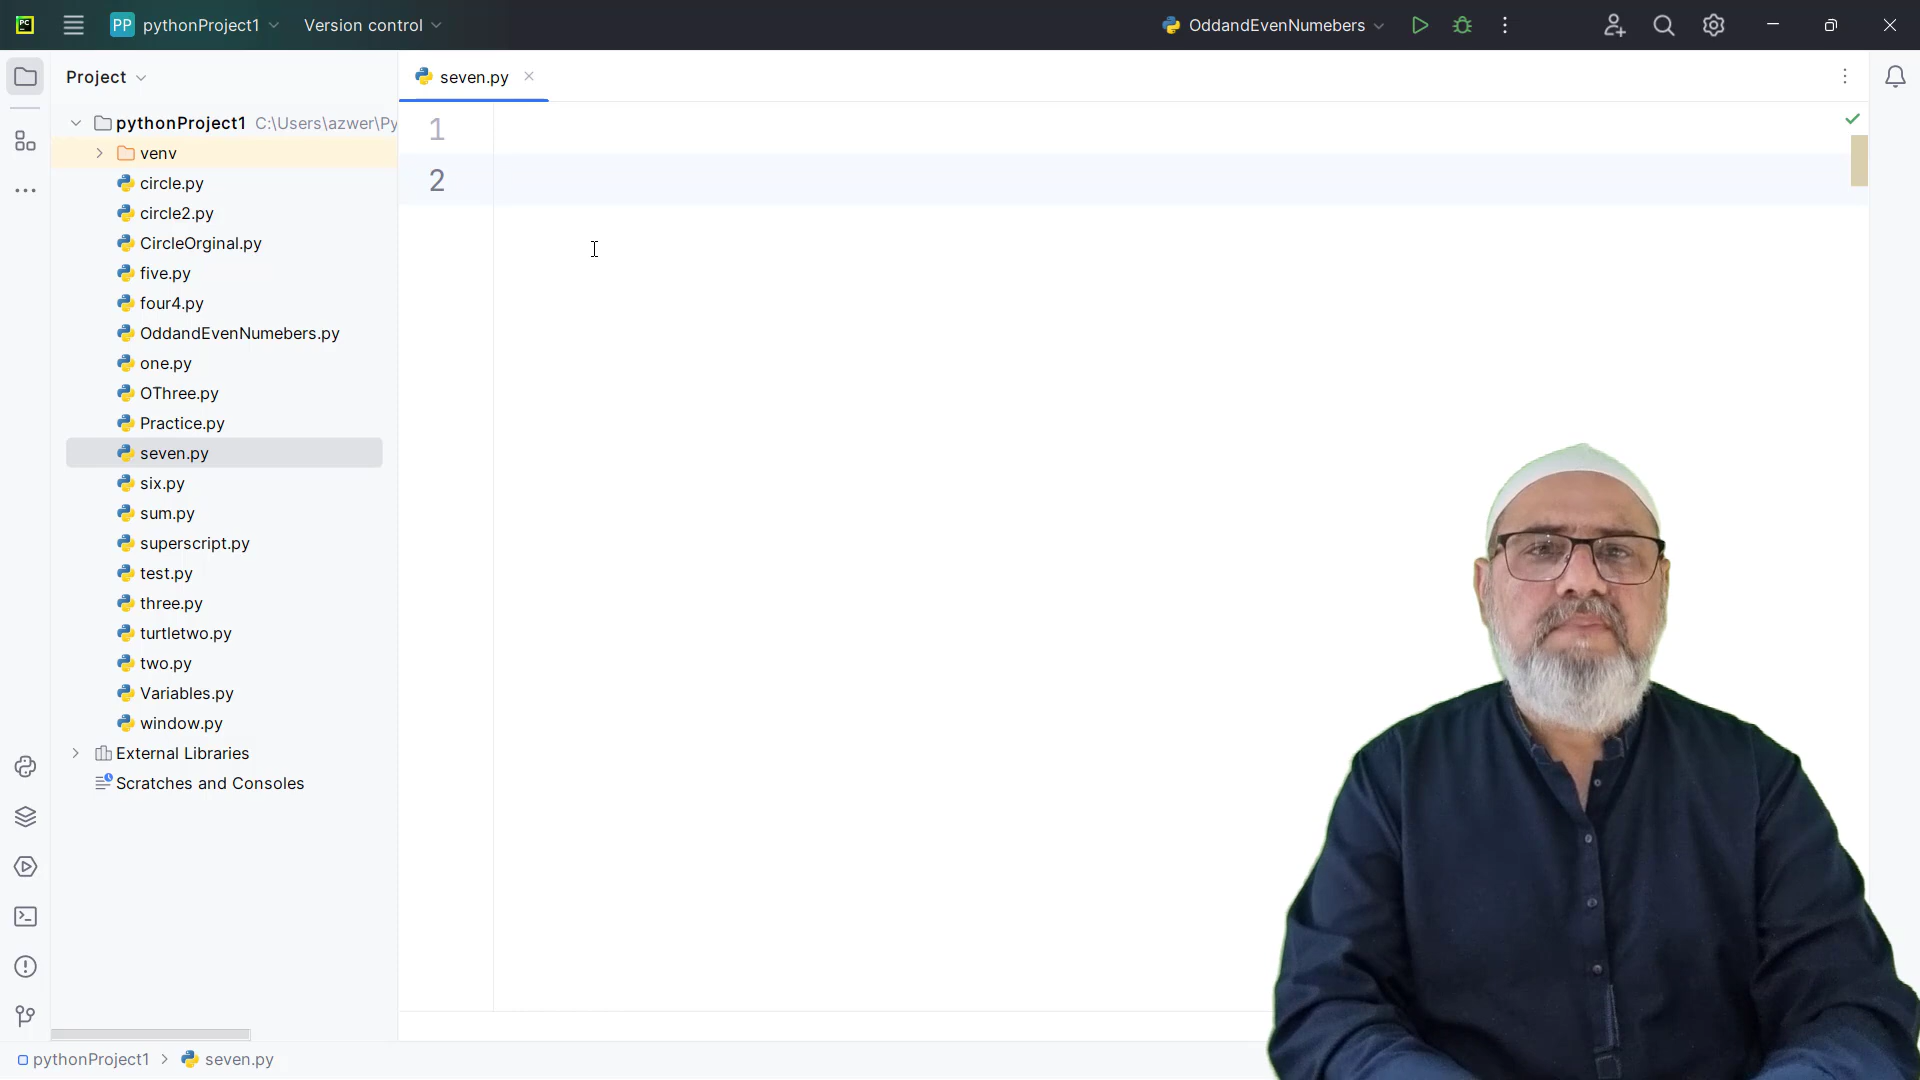 PC
PP pythonProject1
Version control
OddandEvenNumebers
Project
seven.py
pythonProject1 C:\Users\azwer\Py
venv
circle.py
circle2.py
CircleOrginal.py
five.py
four4.py
OddandEvenNumebers.py
one.py
OThree.py
Practice.py
seven.py
six.py
sum.py
superscript.py
test.py
three.py
turtletwo.py
two.py
Variables.py
window.py
External Libraries
Scratches and Consoles
1
2
pythonProject1 > seven.py